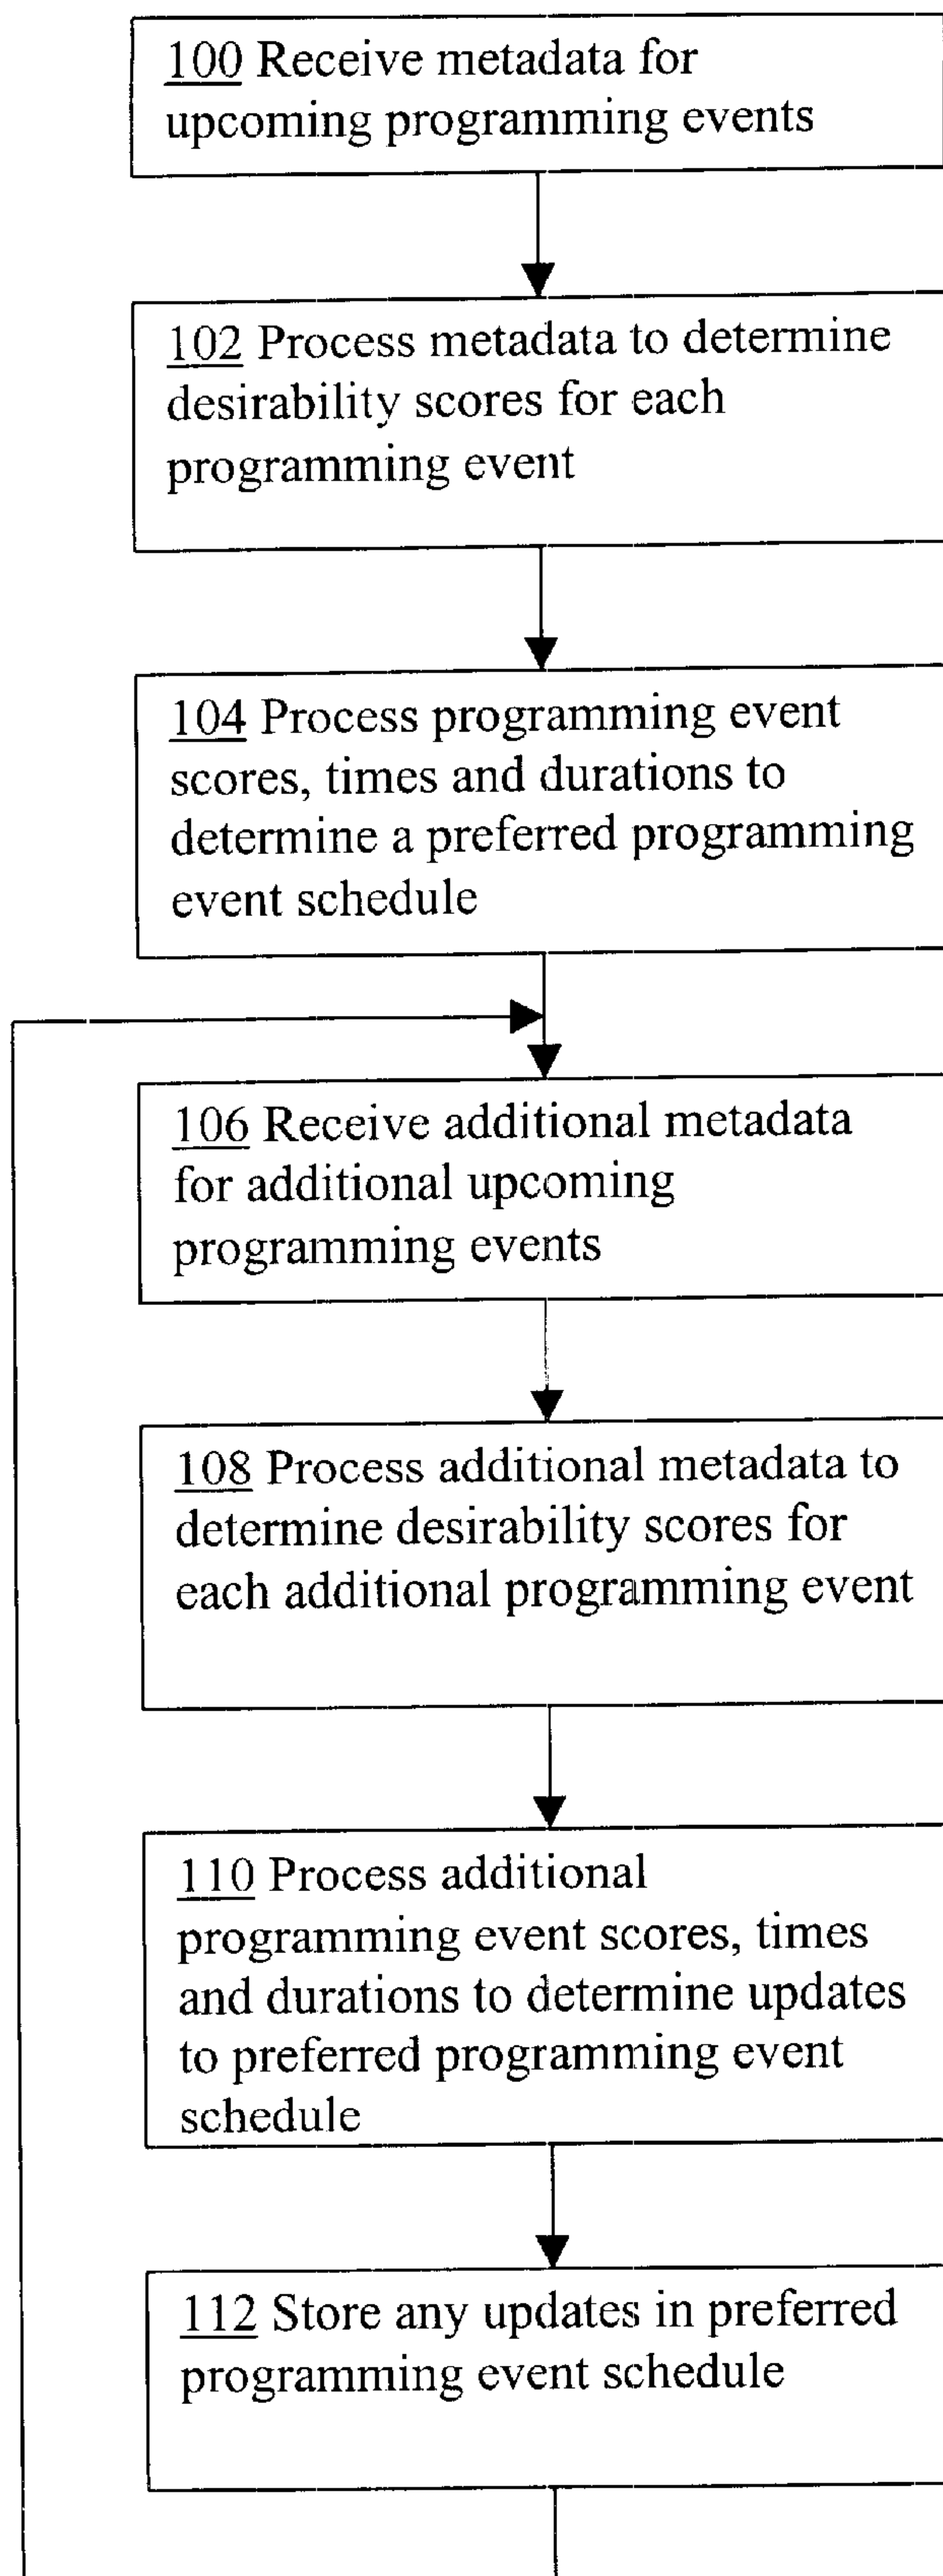 100 Receive metadata for
upcoming programming events
102 Process metadata to determine
desirability scores for each
programming event
104 Process programming event
scores, times and durations to
determine a preferred programming
event schedule
106 Receive additional metadata
for additional upcoming
programming events
108 Process additional metadata to
determine desirability scores for
each additional programming event
110 Process additional
programming event scores, times
and durations to determine updates
to preferred programming event
schedule
112 Store any updates in preferred
programming event schedule